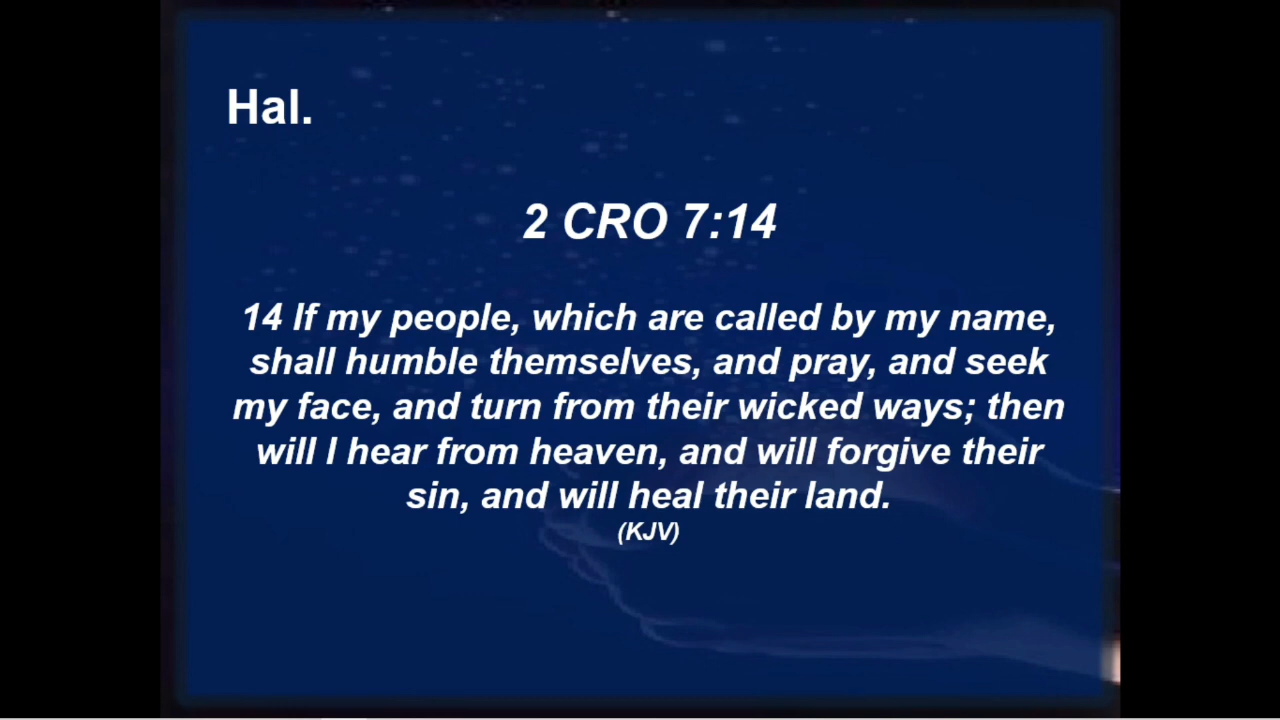 Hal.
2 CRO 7:14
14 If my people, which are called by my name,
shall humble themselves, and pray, and seek
my face, and turn from their wicked ways; then
will I hear from heaven, and will forgive their
sin, and will heal their land.
(KJV)